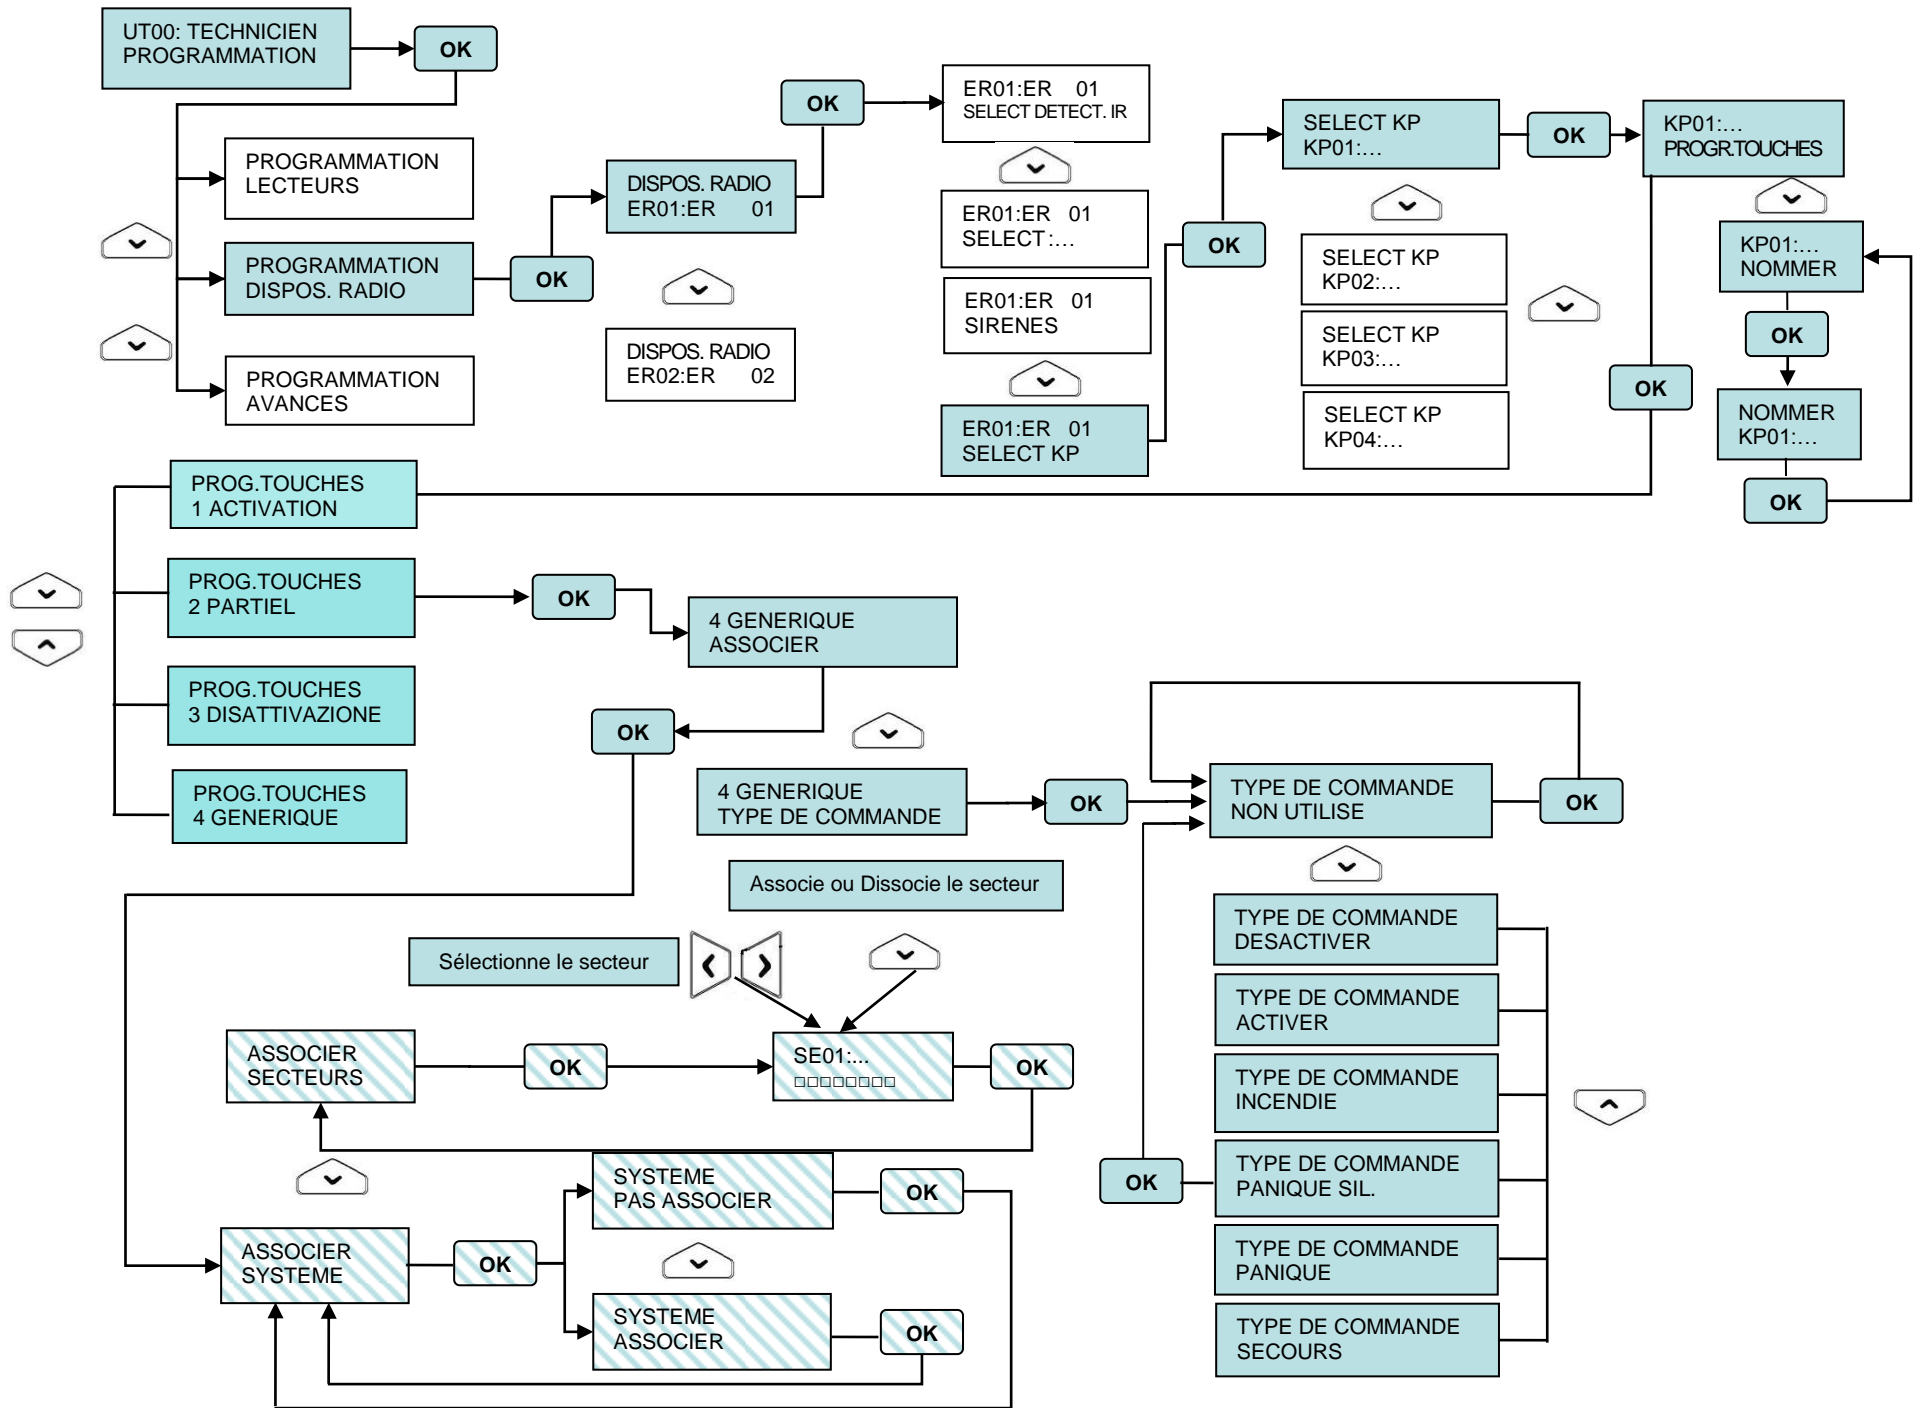 UT00: TECHNICIEN
PROGRAMMATION
OK
PROGRAMMATION
LECTEURS
PROGRAMMATION
DISPOS. RADIO
OK
PROGRAMMATION
AVANCES
DISPOS. RADIO
ER01:ER 01
DISPOS. RADIO
ER02:ER 02
OK
ER01:ER 01
SELECT DETECT. IR
ER01:ER 01
SELECT :...
ER01:ER 01
SIRENES
ER01:ER 01
SELECT KP
OK
SELECT KP
KP01:...
SELECT KP
KP02:...
SELECT KP
KP03:...
SELECT KP
KP04:...
OK
KP01:...
PROGR.TOUCHES
OK
KP01:...
NOMMER
OK
NOMMER
KP01:...
OK
PROG.TOUCHES
1 ACTIVATION
PROG.TOUCHES
2 PARTIEL
PROG.TOUCHES
3 DISATTIVAZIONE
PROG.TOUCHES
4 GENERIQUE
OK
4 GENERIQUE
ASSOCIER
OK
4 GENERIQUE
TYPE DE COMMANDE
OK
TYPE DE COMMANDE
NON UTILISE
OK
TYPE DE COMMANDE
DESACTIVER
TYPE DE COMMANDE
ACTIVER
TYPE DE COMMANDE
INCENDIE
TYPE DE COMMANDE
PANIQUE SIL.
TYPE DE COMMANDE
PANIQUE
TYPE DE COMMANDE
SECOURS
OK
Associe ou Dissocie le secteur
Sélectionne le secteur
ASSOCIER
SECTEURS
OK
SE01:...
□□□□□□□□
OK
ASSOCIER
SYSTEME
OK
SYSTEME
PAS ASSOCIER
OK
SYSTEME
ASSOCIER
OK